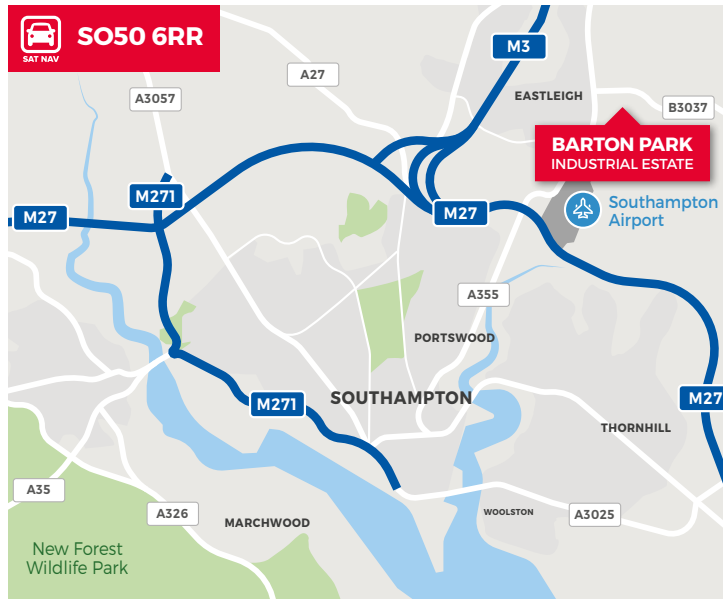 SAT NAV
SO50 6RR
M3
A27
A3057
EASTLEIGH
B3037
BARTON PARK
INDUSTRIAL ESTATE
M271
M27
M27
Southampton
Airport
A355
PORTSWOOD
SOUTHAMPTON
M271
M27
THORNHILL
A35
A326
MARCHWOOD
WOOLSTON
A3025
New Forest
Wildlife Park